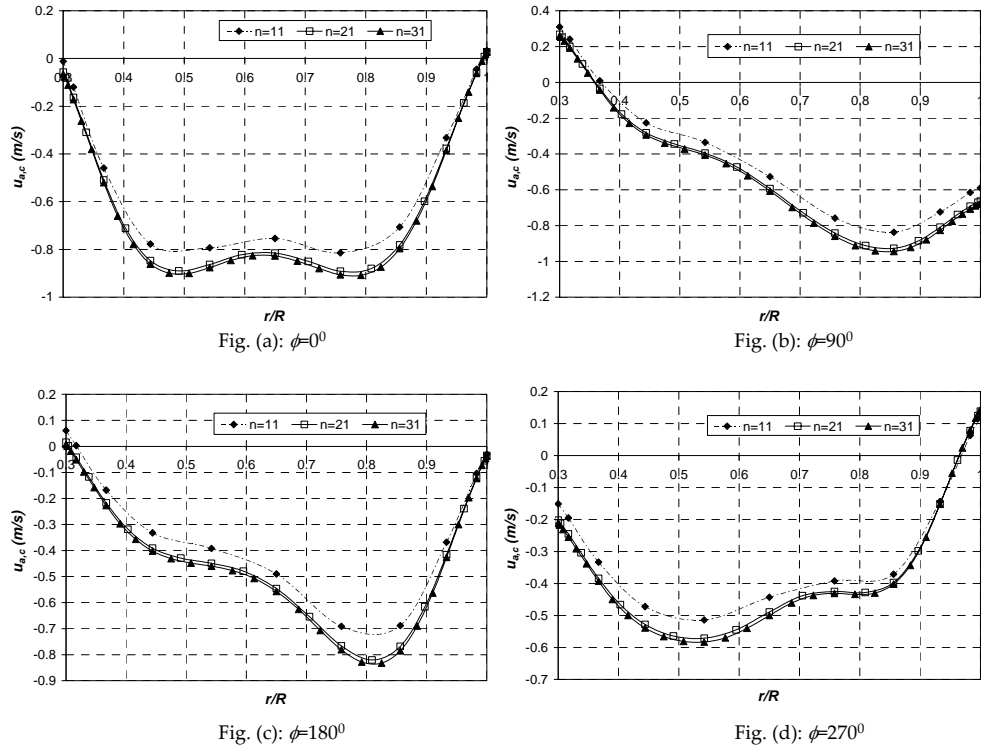 n=11 n=21 n=31
0
-0.2
-0.4
-0.6
-0.8
-1
0.3 0.4 0.5 0.6 0.7 0.8 0.9 1
u a,c (m/s)
r/R
Fig. (a): ϕ=0⁰
n=11 n=21 n=31
0.4
0.2
0
-0.2
-0.4
-0.6
-0.8
-1
-1.2
0.3 0.4 0.5 0.6 0.7 0.8 0.9 1
u a,c (m/s)
r/R
Fig. (b): ϕ=90⁰
n=11 n=21 n=31
0.2
0.1
0
-0.1
-0.2
-0.3
-0.4
-0.5
-0.6
-0.7
-0.8
-0.9
0.3 0.4 0.5 0.6 0.7 0.8 0.9 1
u a,c (m/s)
r/R
Fig. (c): ϕ=180⁰
n=11 n=21 n=31
0.2
0.1
0
-0.1
-0.2
-0.3
-0.4
-0.5
-0.6
-0.7
0.3 0.4 0.5 0.6 0.7 0.8 0.9 1
u a,c (m/s)
r/R
Fig. (d): ϕ=270⁰